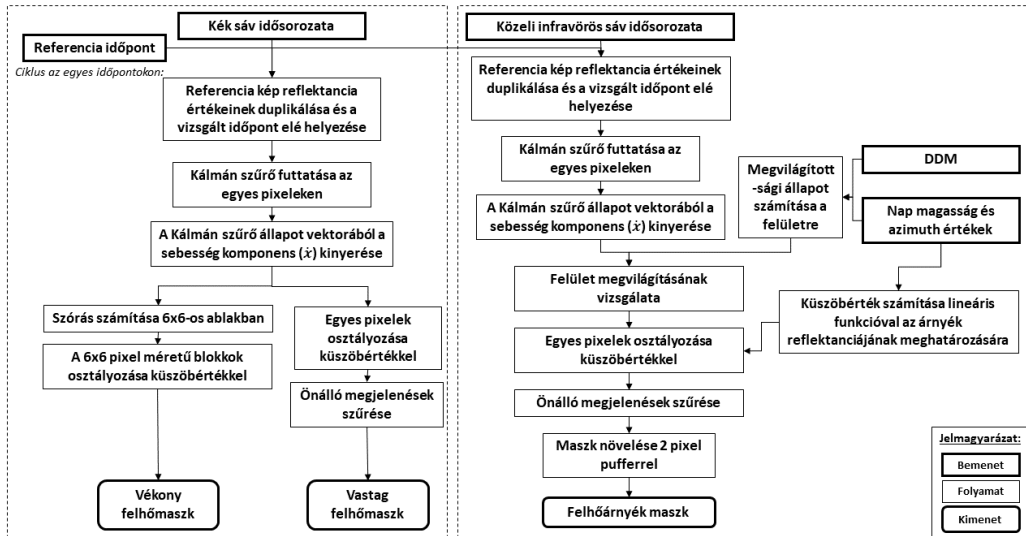 Kék sáv idősorozata
Referencia időpont
Ciklus az egyes időpontokon:
Referencia kép reflektancia
értékeinek duplikálása és a
vizsgált időpont elé helyezése
Kálmán szűrő futtatása az
egyes pixeleken
A Kálmán szűrő állapot vektorából a
sebesség komponens (ẋ) kinyerése
Szórás számítása 6x6-os ablakban
A 6x6 pixel méretű blokkok
osztályozása küszöbértékkel
Vékony
felhőmaszk
Egyes pixelek
osztályozása
küszöbértékkel
Önálló megjelenések
szűrése
Vastag
felhőmaszk
Közeli infravörös sáv idősorozata
Referencia kép reflektancia értékeinek
duplikálása és a vizsgált időpont elé
helyezése
Kálmán szűrő futtatása az
egyes pixeleken
A Kálmán szűrő állapot vektorából a
sebesség komponens (ẋ) kinyerése
Megvilágított
-sági állapot
számítása a
felületre
DDM
Nap magasság és
azimuth értékek
Felület megvilágításának
vizsgálata
Küszöbérték számítása lineáris
funkcióval az árnyék
reflektanciájának meghatározására
Egyes pixelek osztályozása
küszöbértékkel
Önálló megjelenések szűrése
Maszk növelése 2 pixel
pufferrel
Felhőárnyék maszk
Jelmagyarázat:
Bemenet
Folyamat
Kimenet